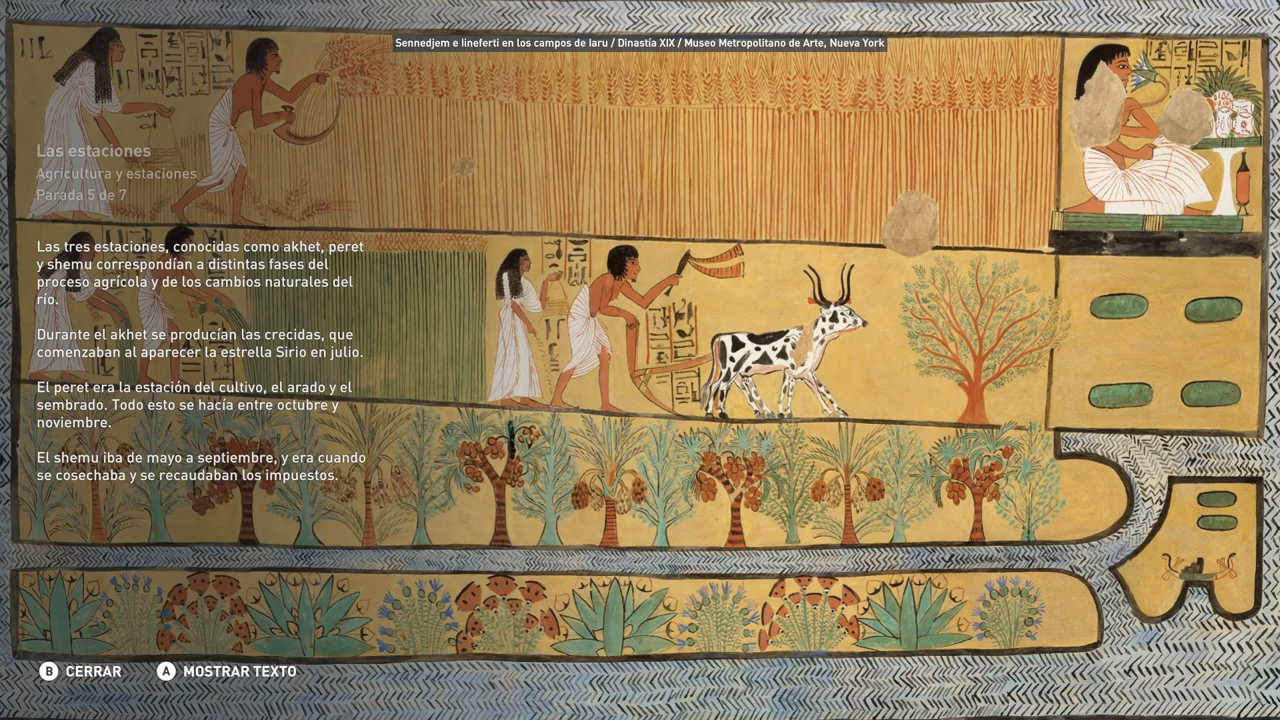 Sennedjem e Iineferti en los campos de Iaru / Dinastía XIX / Museo Metropolitano de Arte, Nueva York
Las estaciones
Agricultura y estaciones
Parada 5 de 7
Las tres estaciones, conocidas como akhet, peret
y shemu correspondían a distintas fases del
proceso agrícola y de los cambios naturales del
río.
Durante el akhet se producían las crecidas, que
comenzaban al aparecer la estrella Sirio en julio.
El peret era la estación del cultivo, el arado y el
sembrado. Todo esto se hacía entre octubre y
noviembre.
El shemu iba de mayo a septiembre, y era cuando
se cosechaba y se recaudaban los impuestos.
B CERRAR
A MOSTRAR TEXTO